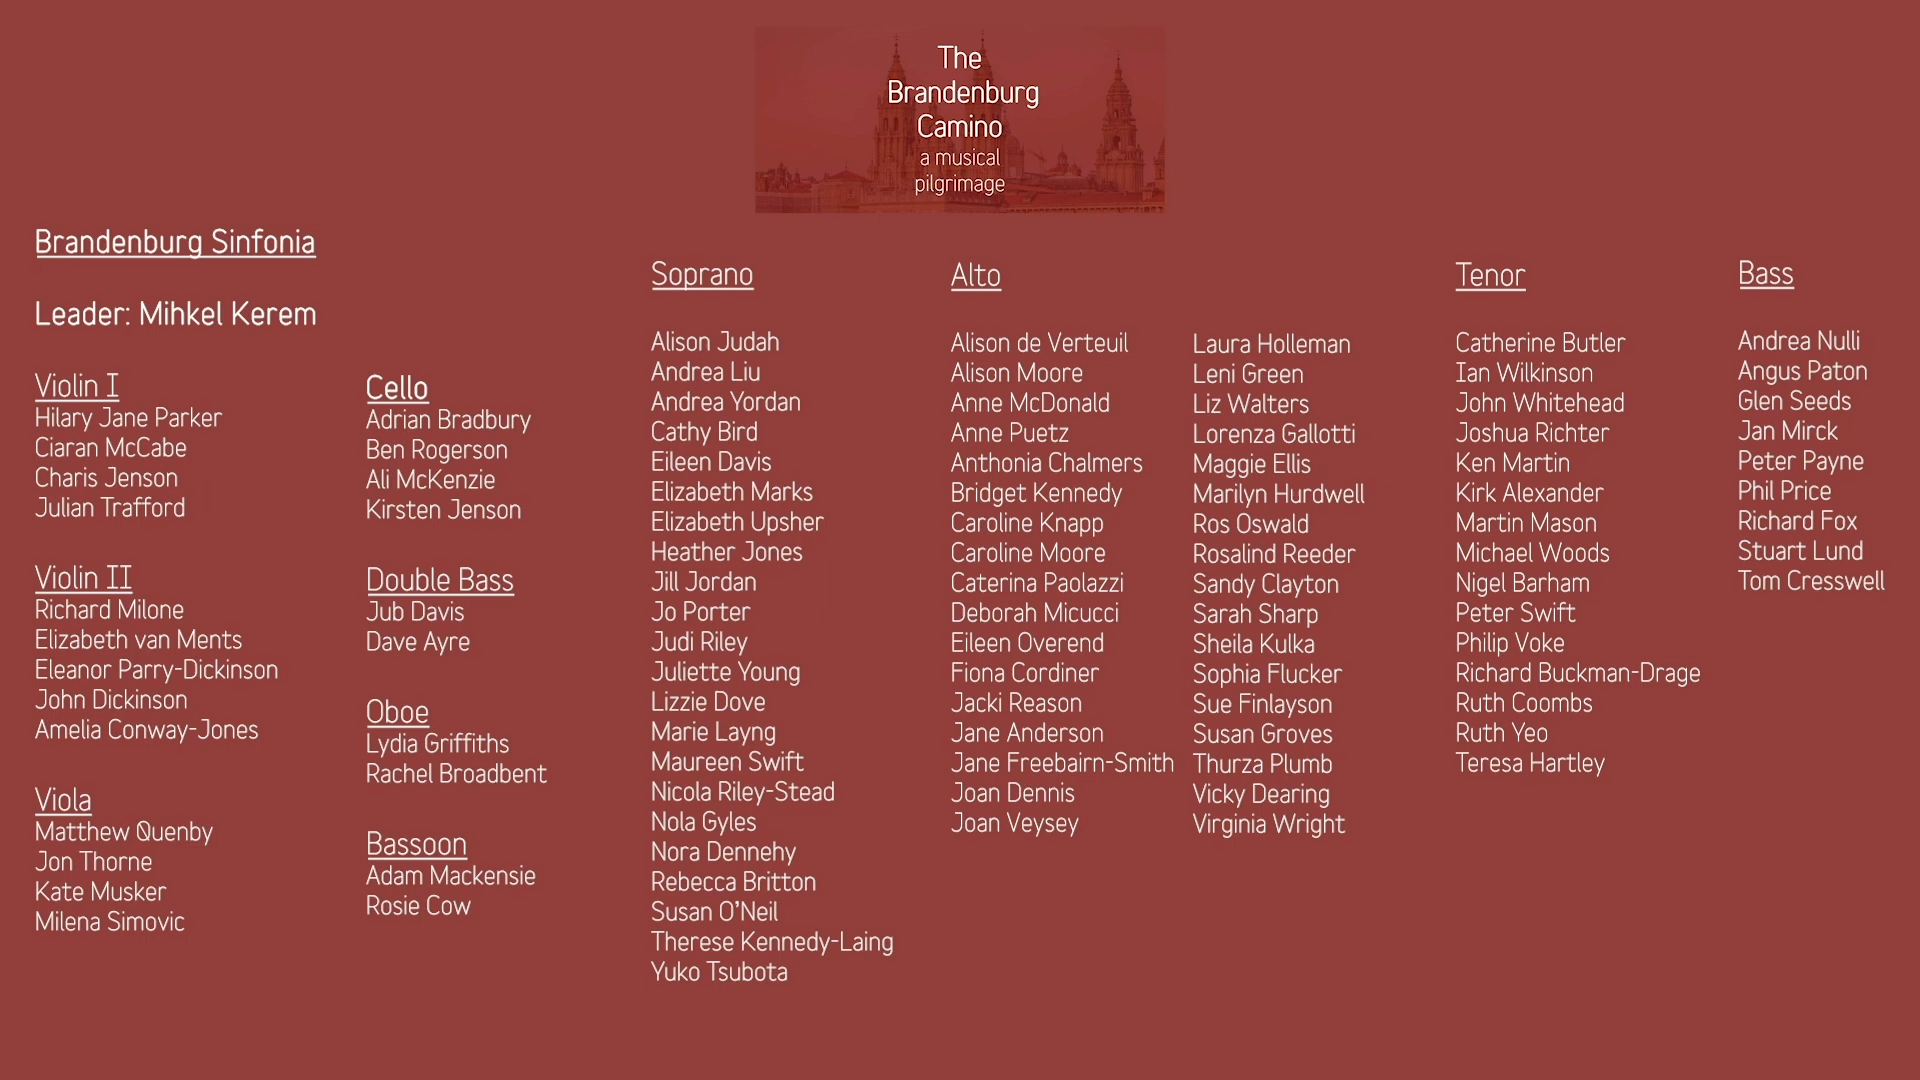 The
Brandenburg
Camino
a musical
pilgrimage
Brandenburg Sinfonia
Leader: Mihkel Kerem
Violin I
Hilary Jane Parker
Ciaran McCabe
Charis Jenson
Julian Trafford
Violin II
Richard Milone
Elizabeth van Ments
Eleanor Parry-Dickinson
John Dickinson
Amelia Conway-Jones
Viola
Matthew Quenby
Jon Thorne
Kate Musker
Milena Simovic
Cello
Adrian Bradbury
Ben Rogerson
Ali McKenzie
Kirsten Jenson
Double Bass
Jub Davis
Dave Ayre
Oboe
Lydia Griffiths
Rachel Broadbent
Bassoon
Adam Mackensie
Rosie Cow
Soprano
Alison Judah
Andrea Liu
Andrea Yordan
Cathy Bird
Eileen Davis
Elizabeth Marks
Elizabeth Upsher
Heather Jones
Jill Jordan
Jo Porter
Judi Riley
Juliette Young
Lizzie Dove
Marie Layng
Maureen Swift
Nicola Riley-Stead
Nola Gyles
Nora Dennehy
Rebecca Britton
Susan O’Neil
Therese Kennedy-Laing
Yuko Tsubota
Alto
Alison de Verteuil
Alison Moore
Anne McDonald
Anne Puetz
Anthonia Chalmers
Bridget Kennedy
Caroline Knapp
Caroline Moore
Caterina Paolazzi
Deborah Micucci
Eileen Overend
Fiona Cordiner
Jacki Reason
Jane Anderson
Jane Freebairn-Smith
Joan Dennis
Joan Veysey
Laura Holleman
Leni Green
Liz Walters
Lorenza Gallotti
Maggie Ellis
Marilyn Hurdwell
Ros Oswald
Rosalind Reeder
Sandy Clayton
Sarah Sharp
Sheila Kulka
Sophia Flucker
Sue Finlayson
Susan Groves
Thurza Plumb
Vicky Dearing
Virginia Wright
Tenor
Catherine Butler
Ian Wilkinson
John Whitehead
Joshua Richter
Ken Martin
Kirk Alexander
Martin Mason
Michael Woods
Nigel Barham
Peter Swift
Philip Voke
Richard Buckman-Drage
Ruth Coombs
Ruth Yeo
Teresa Hartley
Bass
Andrea Nulli
Angus Paton
Glen Seeds
Jan Mirck
Peter Payne
Phil Price
Richard Fox
Stuart Lund
Tom Cresswell